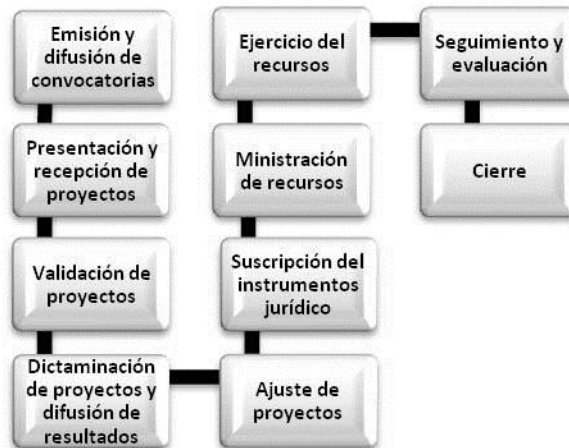 Emisión y
difusión de
convocatorias
Presentación y
recepción de
proyectos
Validación de
proyectos
Dictaminación
de proyectos y
difusión de
resultados
Ajuste de
proyectos
Suscripción del
instrumentos
jurídico
Ministración
de recursos
Ejercicio del
recursos
Seguimiento y
evaluación
Cierre